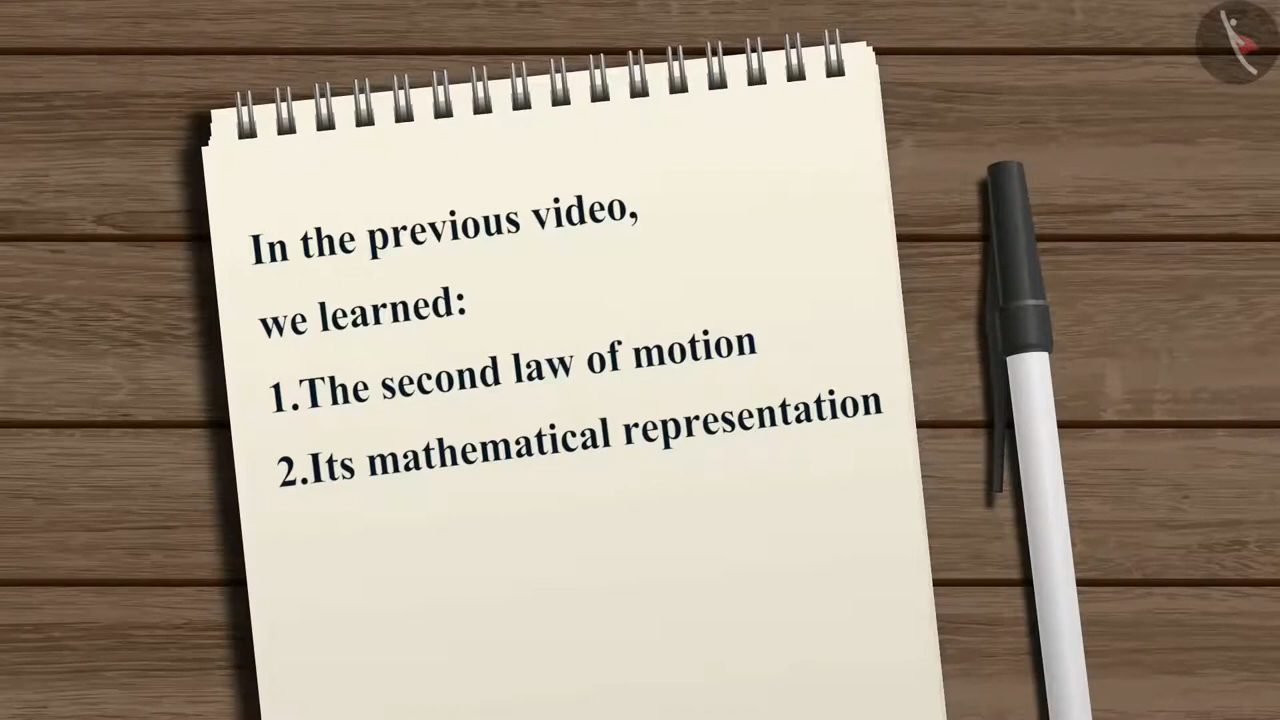 In the previous video,
we learned:
1.The second law of motion
2.Its mathematical representation